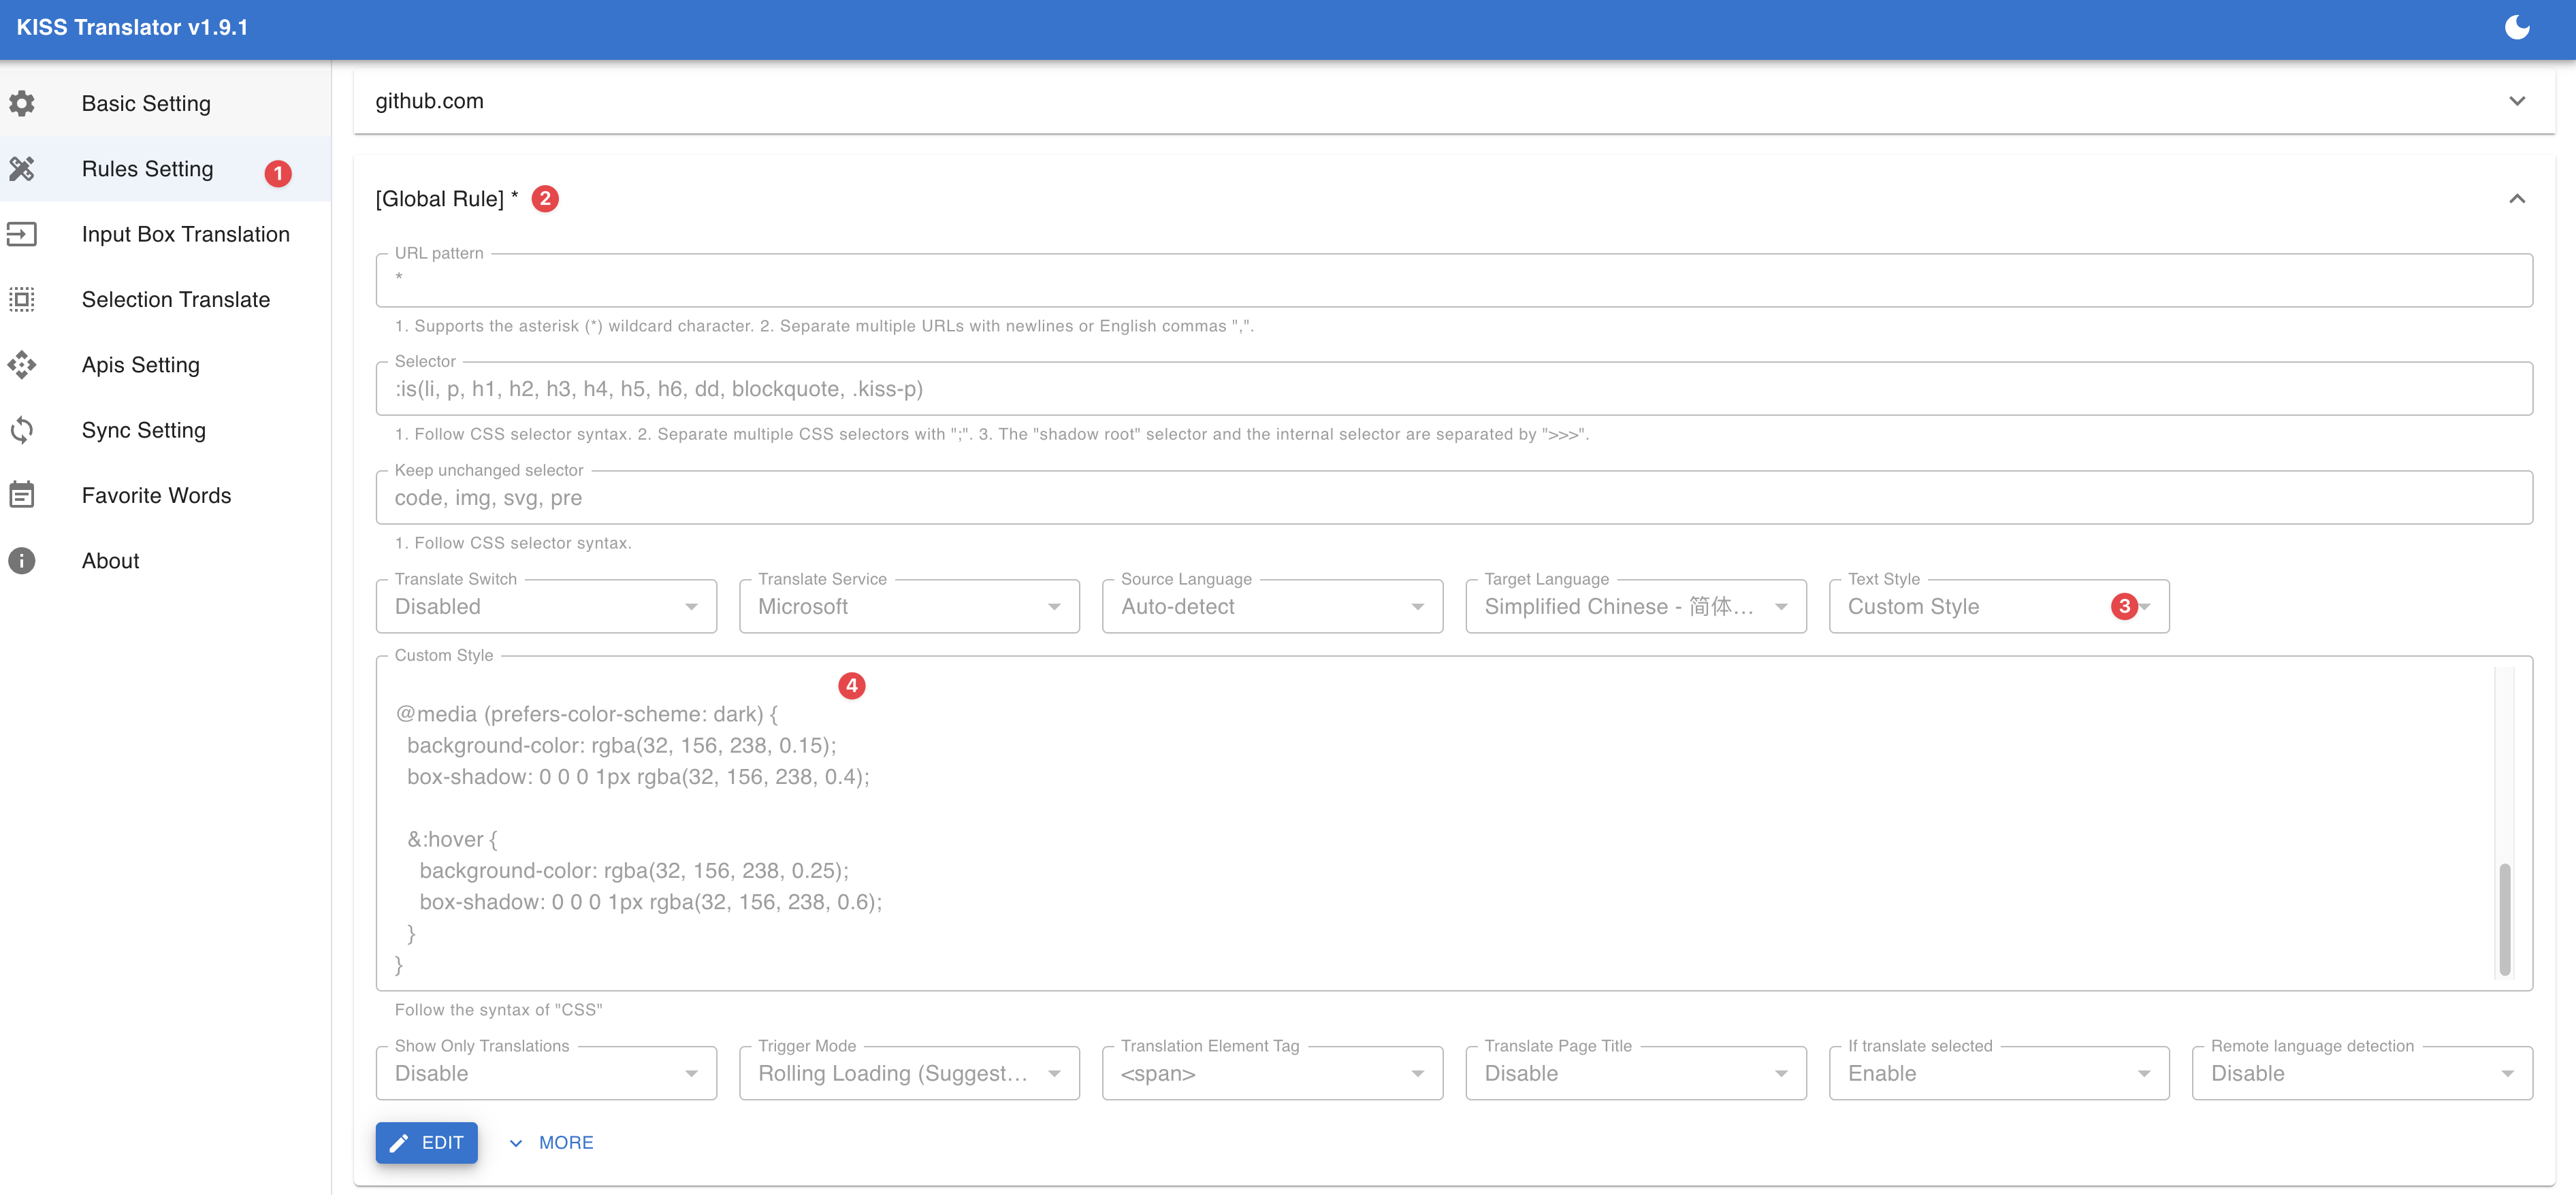 KISS Translator v1.9.1
Basic Setting
Rules Setting 1
Input Box Translation
Selection Translate
Apis Setting
Sync Setting
Favorite Words
About
github.com
[Global Rule] * 2
URL pattern
*
1. Supports the asterisk (*) wildcard character. 2. Separate multiple URLs with newlines or English commas ",".
Selector
:is(li, p, h1, h2, h3, h4, h5, h6, dd, blockquote, .kiss-p)
1. Follow CSS selector syntax. 2. Separate multiple CSS selectors with ";". 3. The "shadow root" selector and the internal selector are separated by ">>>".
Keep unchanged selector
code, img, svg, pre
1. Follow CSS selector syntax.
Translate Switch
Disabled
Translate Service
Microsoft
Source Language
Auto-detect
Target Language
Simplified Chinese - 简体...
Text Style
Custom Style 3
Custom Style
4
@media (prefers-color-scheme: dark) {
background-color: rgba(32, 156, 238, 0.15);
box-shadow: 0 0 0 1px rgba(32, 156, 238, 0.4);
&:hover {
background-color: rgba(32, 156, 238, 0.25);
box-shadow: 0 0 0 1px rgba(32, 156, 238, 0.6);
}
}
Follow the syntax of "CSS"
Show Only Translations
Disable
Trigger Mode
Rolling Loading (Suggest...
Translation Element Tag
<span>
Translate Page Title
Disable
If translate selected
Enable
Remote language detection
Disable
EDIT
MORE